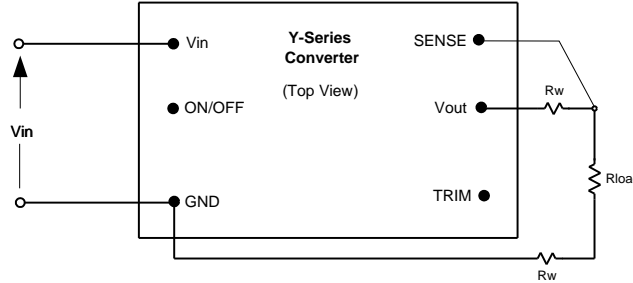 Y-Series
Converter
(Top View)
Vin
SENSE
ON/OFF
Vout
Rw
Vin
Rloa
GND
TRIM
Rw